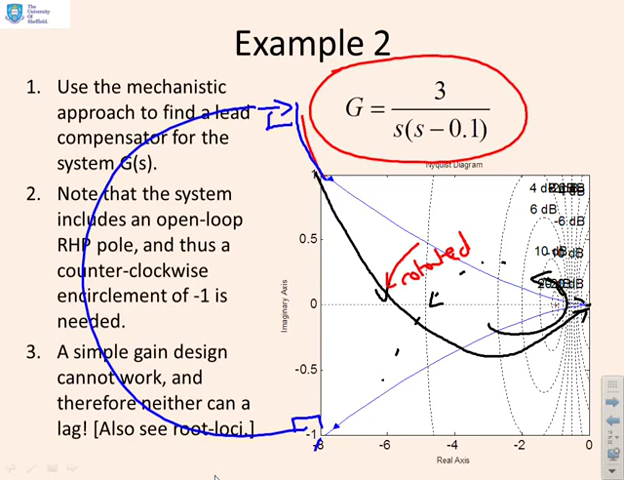 The
University
Of
Sheffield.
Example 2
1. Use the mechanistic
approach to find a lead
compensator for the
system G(s).
2. Note that the system
includes an open-loop
RHP pole, and thus a
counter-clockwise
encirclement of -1 is
needed.
3. A simple gain design
cannot work, and
therefore neither can a
lag! [Also see root-loci.]
G = 3
s(s − 0.1)
Nyquist Diagram
4 dB
6 dB
-6 dB
10 dB
rotated
Imaginary Axis
1
0.5
0
-0.5
-1
-8 -6 -4 -2 0
Real Axis